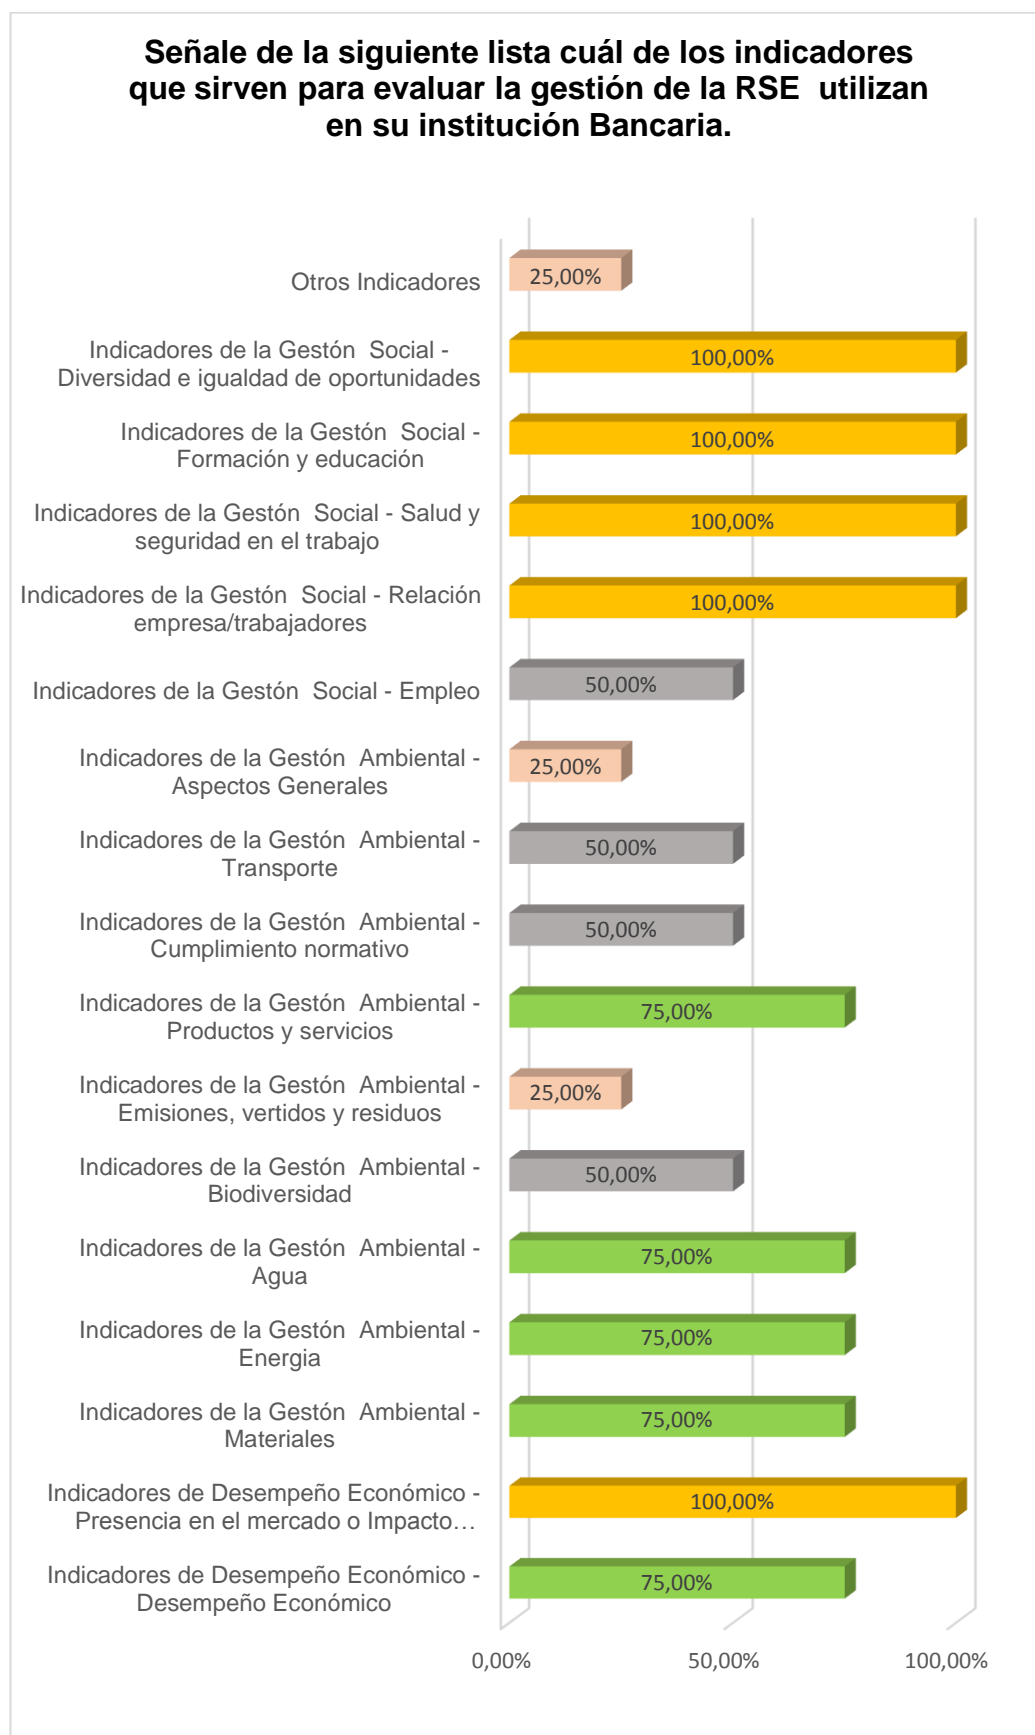 Señale de la siguiente lista cuál de los indicadores
que sirven para evaluar la gestión de la RSE utilizan
en su institución Bancaria.
Otros Indicadores
25,00%
Indicadores de la Gestón Social -
Diversidad e igualdad de oportunidades
100,00%
Indicadores de la Gestón Social -
Formación y educación
100,00%
Indicadores de la Gestón Social - Salud y
seguridad en el trabajo
100,00%
Indicadores de la Gestón Social - Relación
empresa/trabajadores
100,00%
Indicadores de la Gestón Social - Empleo
50,00%
Indicadores de la Gestón Ambiental -
Aspectos Generales
25,00%
Indicadores de la Gestón Ambiental -
Transporte
50,00%
Indicadores de la Gestón Ambiental -
Cumplimiento normativo
50,00%
Indicadores de la Gestón Ambiental -
Productos y servicios
75,00%
Indicadores de la Gestón Ambiental -
Emisiones, vertidos y residuos
25,00%
Indicadores de la Gestón Ambiental -
Biodiversidad
50,00%
Indicadores de la Gestón Ambiental -
Agua
75,00%
Indicadores de la Gestón Ambiental -
Energia
75,00%
Indicadores de la Gestón Ambiental -
Materiales
75,00%
Indicadores de Desempeño Económico -
Presencia en el mercado o Impacto…
100,00%
Indicadores de Desempeño Económico -
Desempeño Económico
75,00%
0,00% 50,00% 100,00%